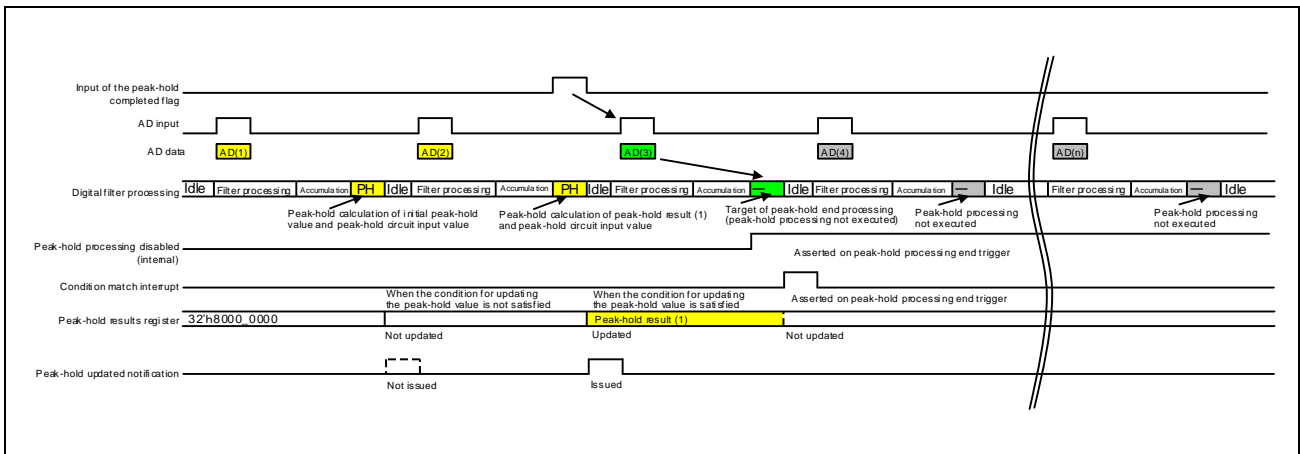 Input of the peak-hold
completed flag
AD input
AD data
AD(1)
AD(2)
AD(3)
AD(4)
AD(n)
Digital filter processing
Idle
Filter processing
Accumulation
PH
Idle
Filter processing
Accumulation
PH
Idle
Filter processing
Accumulation
—
Idle
Filter processing
Accumulation
—
Idle
Filter processing
Accumulation
—
Idle
Peak-hold calculation of initial peak-hold
value and peak-hold circuit input value
Peak-hold calculation of peak-hold result (1)
and peak-hold circuit input value
Target of peak-hold end processing
(peak-hold processing not executed)
Peak-hold processing
not executed
Peak-hold processing
not executed
Peak-hold processing disabled
(internal)
Asserted on peak-hold processing end trigger
Condition match interrupt
When the condition for updating
the peak-hold value is not satisfied
When the condition for updating
the peak-hold value is satisfied
Asserted on peak-hold processing end trigger
Peak-hold results register
32'h8000_0000
Peak-hold result (1)
Not updated
Updated
Not updated
Peak-hold updated notification
Not issued
Issued